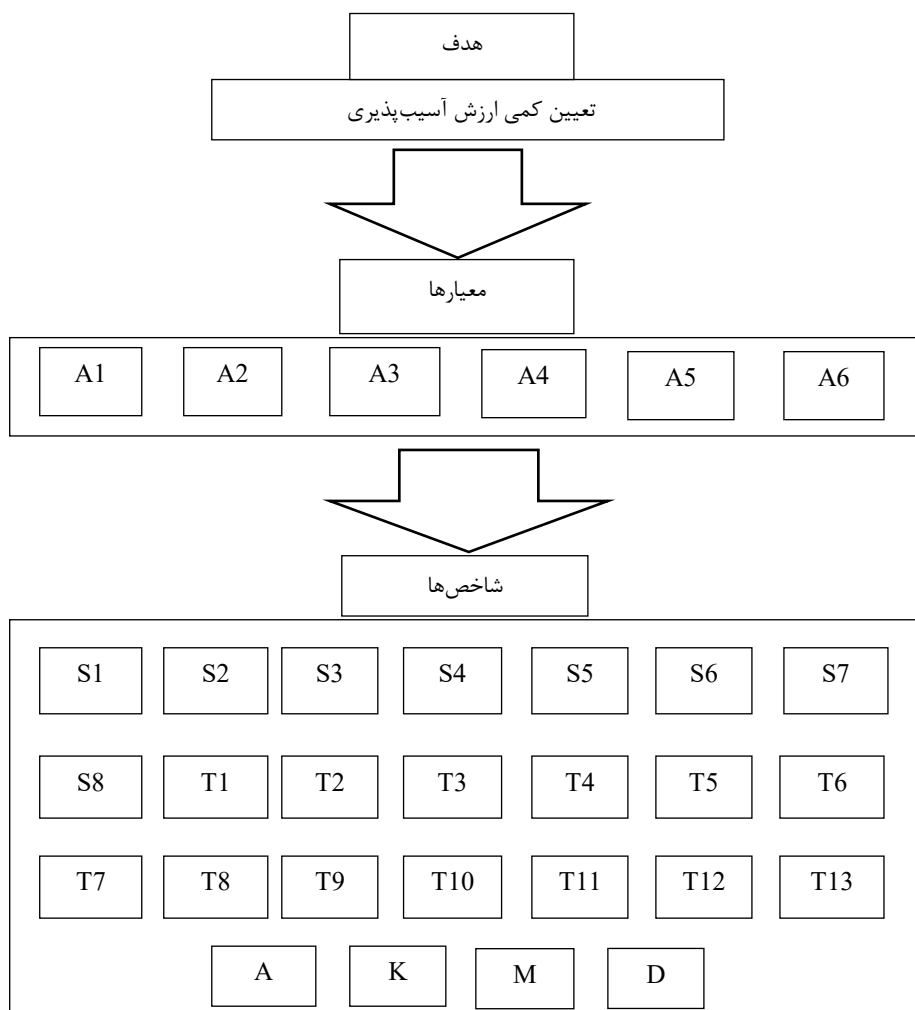 هدف
تعیین کمی ارزش آسیب‌پذیری
معیارها
A1 A2 A3 A4 A5 A6
شاخص‌ها
S1 S2 S3 S4 S5 S6 S7
S8 T1 T2 T3 T4 T5 T6
T7 T8 T9 T10 T11 T12 T13
A K M D